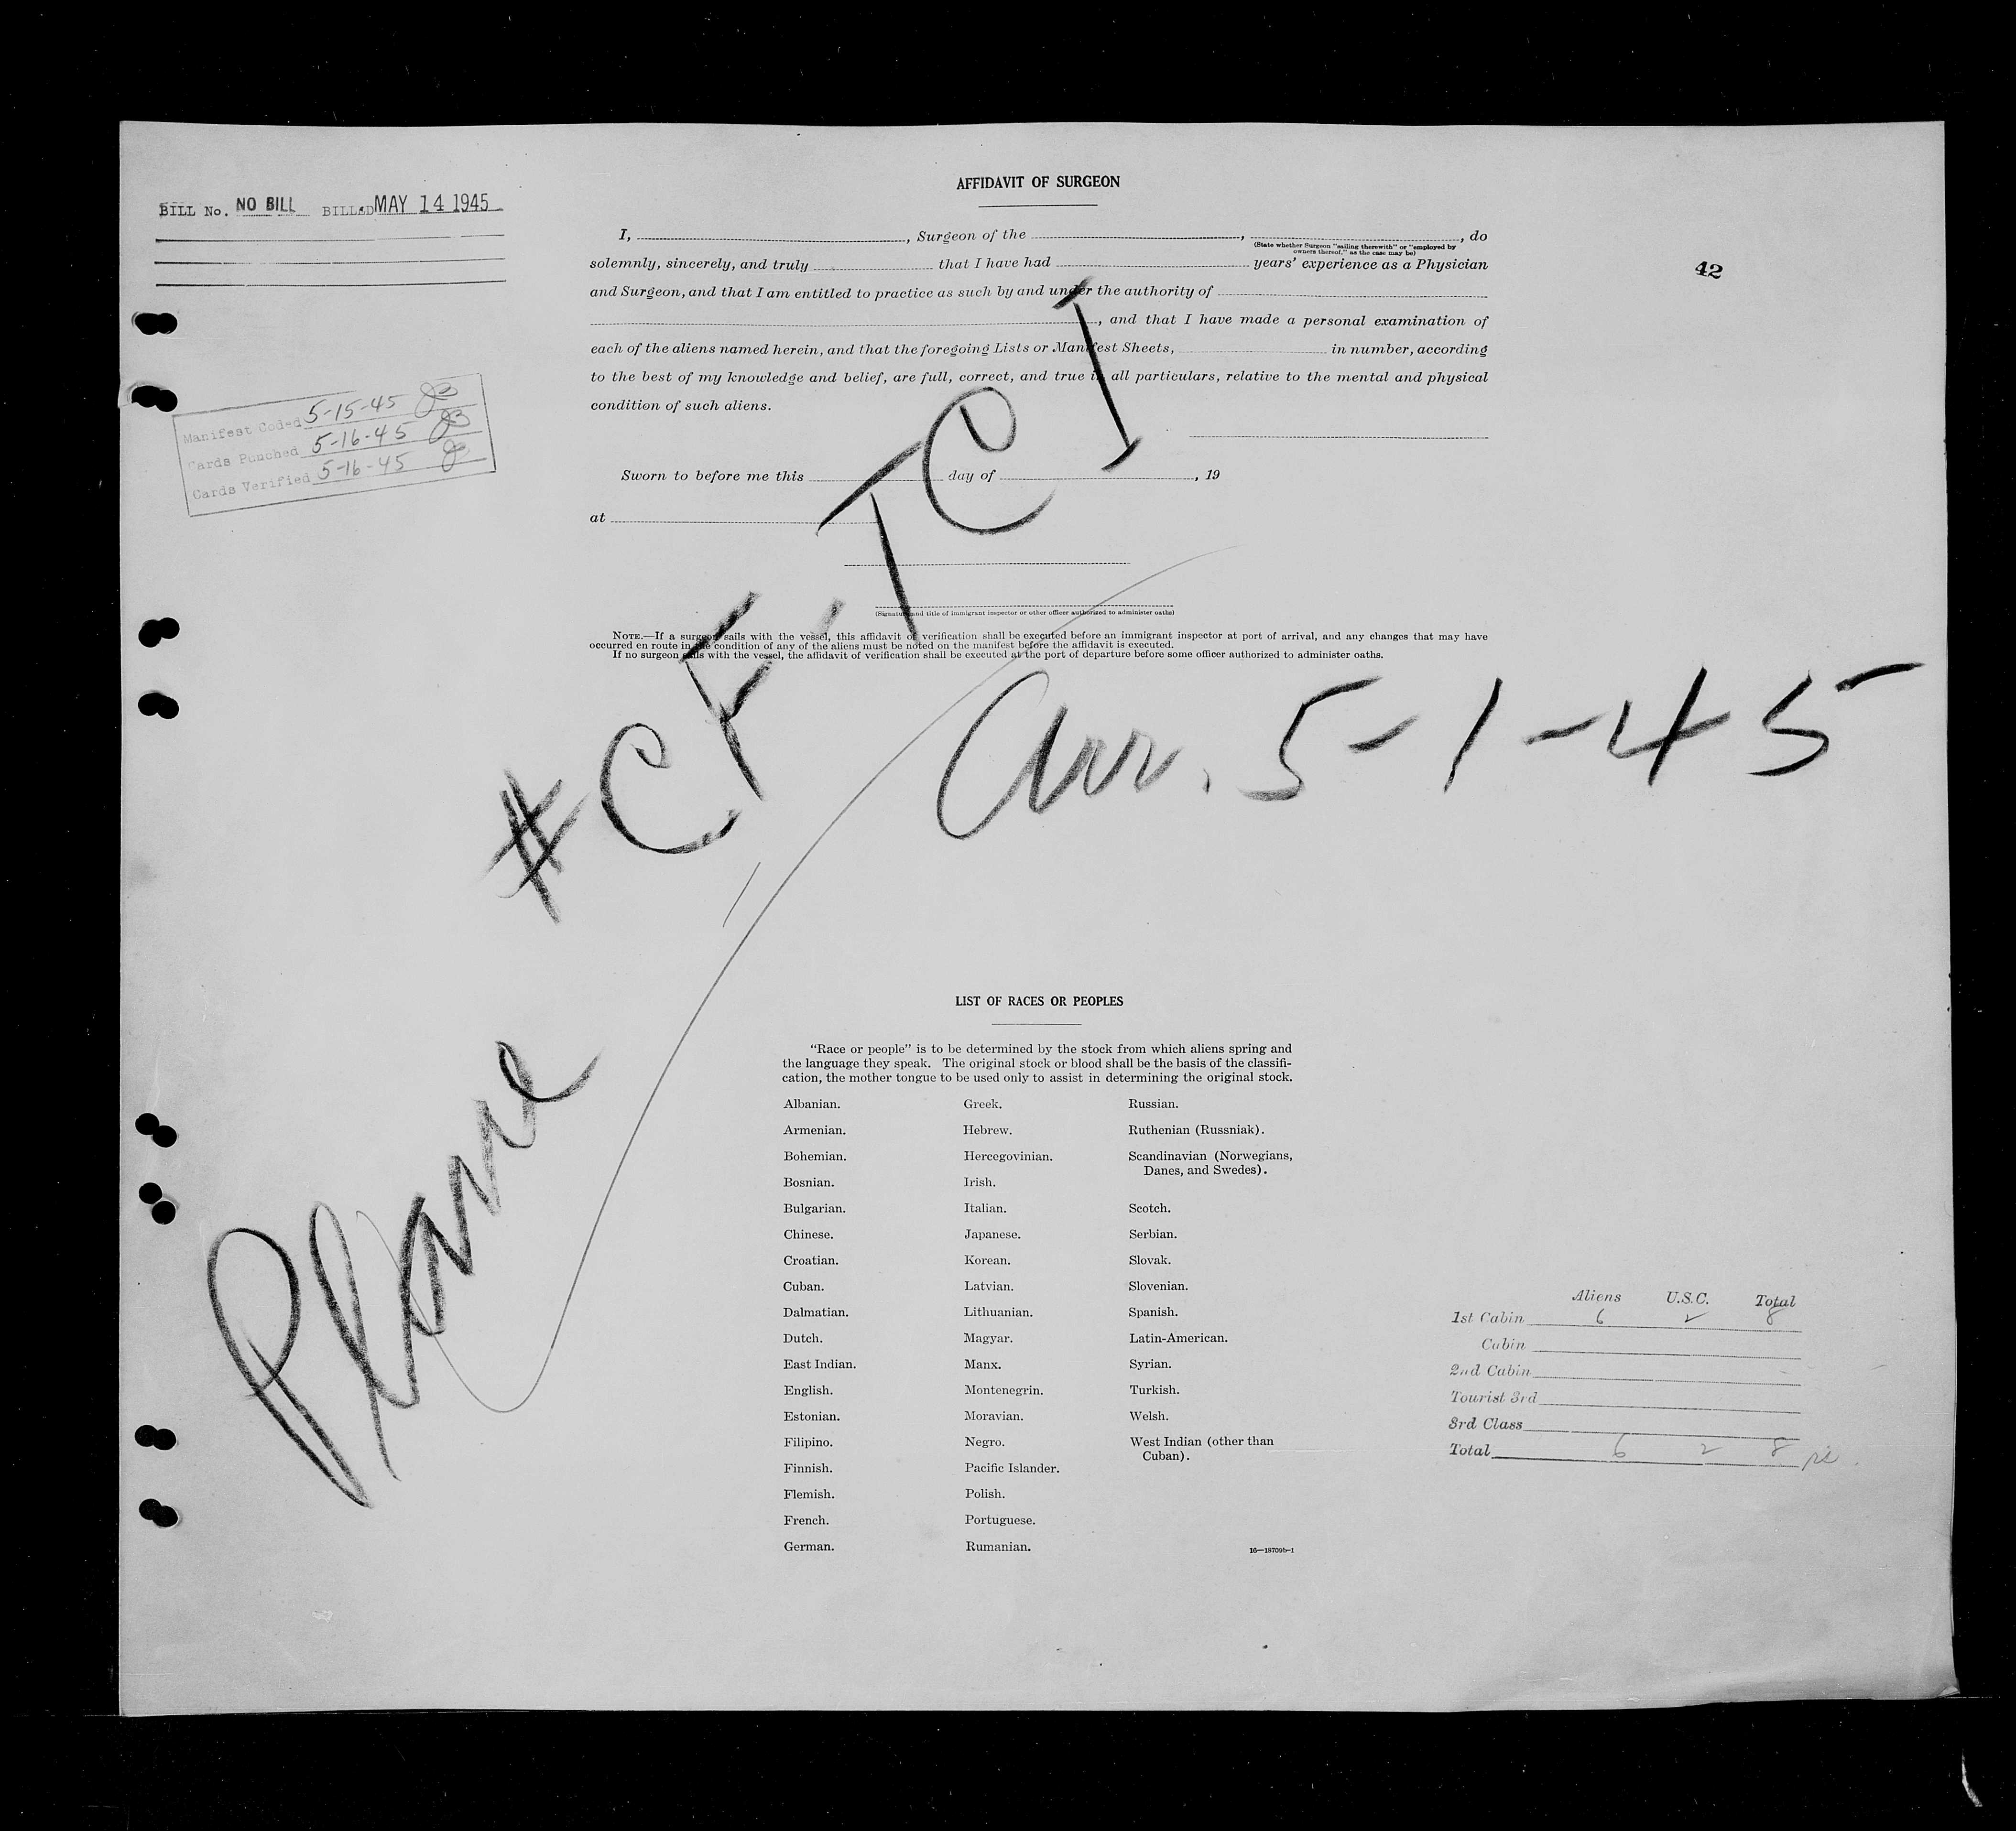 BILL No. NO BILL BILLED MAY 14 1945
AFFIDAVIT OF SURGEON
I, , Surgeon of the , , do
(State whether Surgeon "sailing therewith" or "employed by
owners thereof," as the case may be)
solemnly, sincerely, and truly that I have had years' experience as a Physician
and Surgeon, and that I am entitled to practice as such by and under the authority of
, and that I have made a personal examination of
each of the aliens named herein, and that the foregoing Lists or Manifest Sheets, in number, according
to the best of my knowledge and belief, are full, correct, and true in all particulars, relative to the mental and physical
condition of such aliens.
42
Manifest Coded 5-15-45
Cards Punched 5-16-45
Cards Verified 5-16-45
Sworn to before me this day of , 19
at
(Signature and title of immigrant inspector or other officer authorized to administer oaths)
NOTE.—If a surgeon sails with the vessel, this affidavit of verification shall be executed before an immigrant inspector at port of arrival, and any changes that may have
occurred en route in the condition of any of the aliens must be noted on the manifest before the affidavit is executed.
If no surgeon sails with the vessel, the affidavit of verification shall be executed at the port of departure before some officer authorized to administer oaths.
Plane #CF-TCI
Arr. 5-1-45
LIST OF RACES OR PEOPLES
"Race or people" is to be determined by the stock from which aliens spring and
the language they speak. The original stock or blood shall be the basis of the classifi-
cation, the mother tongue to be used only to assist in determining the original stock.
Albanian. Greek. Russian.
Armenian. Hebrew. Ruthenian (Russniak).
Bohemian. Hercegovinian. Scandinavian (Norwegians,
Danes, and Swedes).
Bosnian. Irish.
Bulgarian. Italian. Scotch.
Chinese. Japanese. Serbian.
Croatian. Korean. Slovak.
Cuban. Latvian. Slovenian.
Dalmatian. Lithuanian. Spanish.
Dutch. Magyar. Latin-American.
East Indian. Manx. Syrian.
English. Montenegrin. Turkish.
Estonian. Moravian. Welsh.
Filipino. Negro. West Indian (other than
Cuban).
Finnish. Pacific Islander.
Flemish. Polish.
French. Portuguese.
German. Rumanian.
16—18709b-1
Aliens U.S.C. Total
1st Cabin 6 2 8
Cabin
2nd Cabin
Tourist 3rd
3rd Class
Total 6 2 8